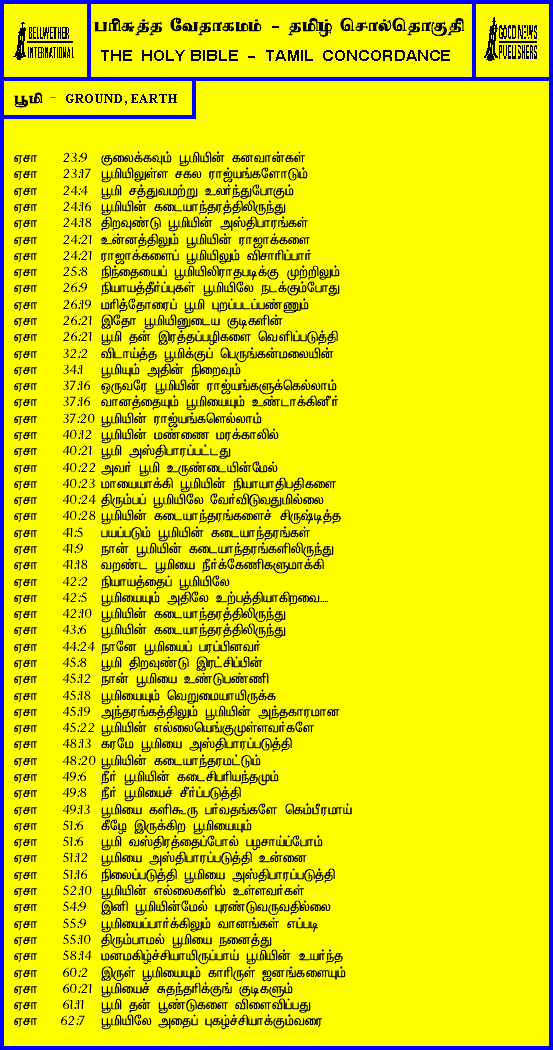 BELLWETHER
INTERNATIONAL
பரிசுத்த வேதாகமம் - தமிழ் சொல்தொகுதி
THE HOLY BIBLE - TAMIL CONCORDANCE
GOOD NEWS
PUBLISHERS
பூமி - GROUND, EARTH
ஏசா 23:9 குலைக்கவும் பூமியின் கனவான்கள்
ஏசா 23:17 பூமியிலுள்ள சகல ராஜ்யங்களோடும்
ஏசா 24:4 பூமி சத்துவமற்று உலர்ந்துபோகும்
ஏசா 24:16 பூமியின் கடையாந்தரத்திலிருந்து
ஏசா 24:18 திறவுண்டு பூமியின் அஸ்திபாரங்கள்
ஏசா 24:21 உன்னத்திலும் பூமியின் ராஜாக்களை
ஏசா 24:21 ராஜாக்களைப் பூமியிலும் விசாரிப்பார்
ஏசா 25:8 நிந்தையைப் பூமியிலிராதபடிக்கு முற்றிலும்
ஏசா 26:9 நியாயத்தீர்ப்புகள் பூமியிலே நடக்கும்போது
ஏசா 26:19 மரித்தோரைப் பூமி புறப்படப்பண்ணும்
ஏசா 26:21 இதோ பூமியினுடைய குடிகளின்
ஏசா 26:21 பூமி தன் இரத்தப்பழிகளை வெளிப்படுத்தி
ஏசா 32:2 விடாய்த்த பூமிக்குப் பெருங்கன்மலையின்
ஏசா 34:1 பூமியும் அதின் நிறைவும்
ஏசா 37:16 ஒருவரே பூமியின் ராஜ்யங்களுக்கெல்லாம்
ஏசா 37:16 வானத்தையும் பூமியையும் உண்டாக்கினீர்
ஏசா 37:20 பூமியின் ராஜ்யங்களெல்லாம்
ஏசா 40:12 பூமியின் மண்ணை மரக்காலில்
ஏசா 40:21 பூமி அஸ்திபாரப்பட்டது
ஏசா 40:22 அவர் பூமி உருண்டையின்மேல்
ஏசா 40:23 மாயையாக்கி பூமியின் நியாயாதிபதிகளை
ஏசா 40:24 திரும்பப் பூமியிலே வேர்விடுவதுமில்லை
ஏசா 40:28 பூமியின் கடையாந்தரங்களைச் சிருஷ்டித்த
ஏசா 41:5 பயப்படும் பூமியின் கடையாந்தரங்கள்
ஏசா 41:9 நான் பூமியின் கடையாந்தரங்களிலிருந்து
ஏசா 41:18 வறண்ட பூமியை நீர்க்கேணிகளுமாக்கி
ஏசா 42:2 நியாயத்தைப் பூமியிலே
ஏசா 42:5 பூமியையும் அதிலே உற்பத்தியாகிறவை....
ஏசா 42:10 பூமியின் கடையாந்தரத்திலிருந்து
ஏசா 43:6 பூமியின் கடையாந்தரத்திலிருந்து
ஏசா 44:24 நானே பூமியைப் பரப்பினவர்
ஏசா 45:8 பூமி திறவுண்டு இரட்சிப்பின்
ஏசா 45:12 நான் பூமியை உண்டுபண்ணி
ஏசா 45:18 பூமியையும் வெறுமையாயிருக்க
ஏசா 45:19 அந்தரங்கத்திலும் பூமியின் அந்தகாரமான
ஏசா 45:22 பூமியின் எல்லையெங்குமுள்ளவர்களே
ஏசா 48:13 கரமே பூமியை அஸ்திபாரப்படுத்தி
ஏசா 48:20 பூமியின் கடையாந்தரமட்டும்
ஏசா 49:6 நீர் பூமியின் கடைசிபரியந்தமும்
ஏசா 49:8 நீர் பூமியைச் சீர்ப்படுத்தி
ஏசா 49:13 பூமியை களிகூரு பர்வதங்களே கெம்பீரமாய்
ஏசா 51:6 கீழே இருக்கிற பூமியையும்
ஏசா 51:6 பூமி வஸ்திரத்தைப்போல் பழசாய்ப்போம்
ஏசா 51:12 பூமியை அஸ்திபாரப்படுத்தி உன்னை
ஏசா 51:16 நிலைப்படுத்தி பூமியை அஸ்திபாரப்படுத்தி
ஏசா 52:10 பூமியின் எல்லைகளில் உள்ளவர்கள்
ஏசா 54:9 இனி பூமியின்மேல் புரண்டுவருவதில்லை
ஏசா 55:9 பூமியைப்பார்க்கிலும் வானங்கள் எப்படி
ஏசா 55:10 திரும்பாமல் பூமியை நனைத்து
ஏசா 58:14 மனமகிழ்ச்சியாயிருப்பாய் பூமியின் உயர்ந்த
ஏசா 60:2 இருள் பூமியையும் காரிருள் ஜனங்களையும்
ஏசா 60:21 பூமியைச் சுதந்தரிக்குங் குடிகளும்
ஏசா 61:11 பூமி தன் பூண்டுகளை விளைவிப்பது
ஏசா 62:7 பூமியிலே அதைப் புகழ்ச்சியாக்கும்வரை